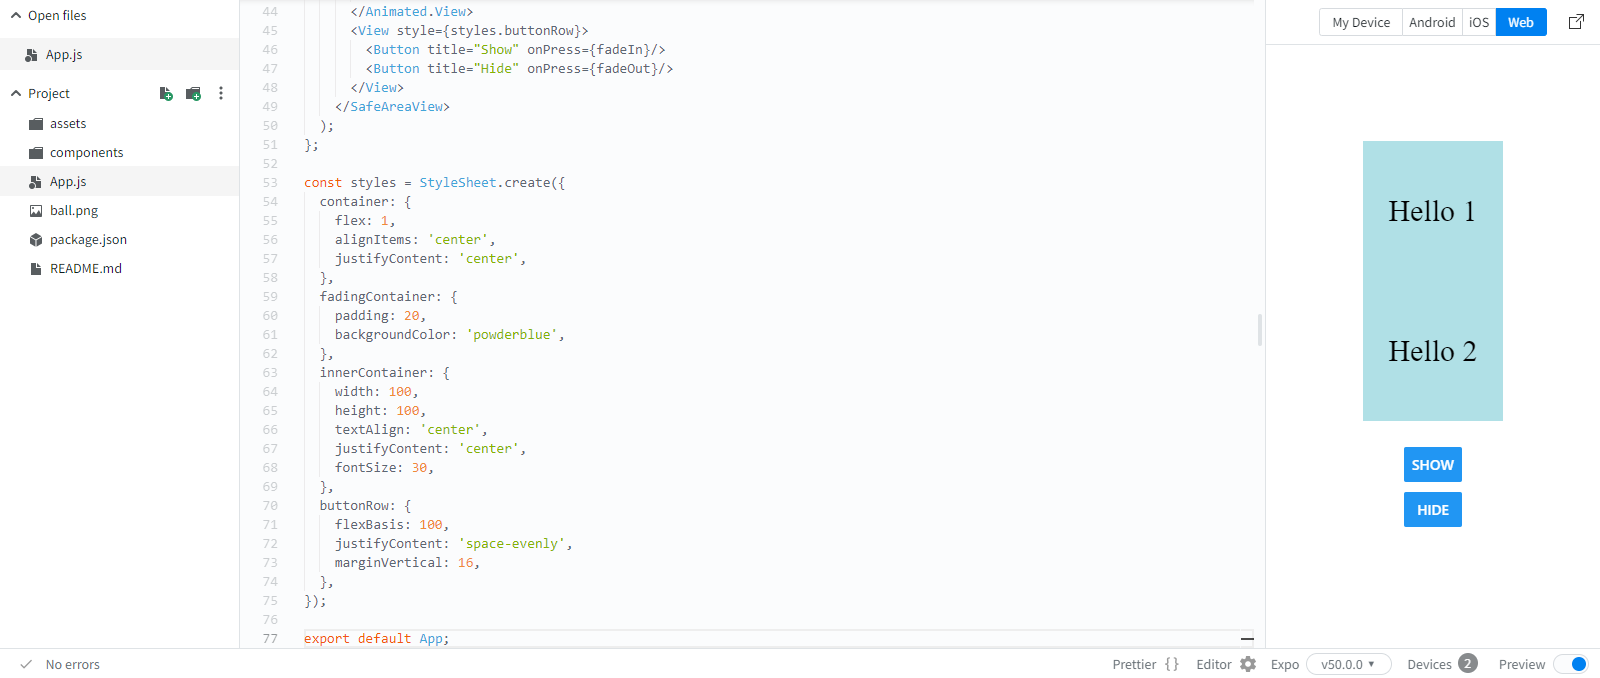 Open files
App.js
Project
assets
components
App.js
ball.png
package.json
README.md
44 </Animated.View>
45 <View style={styles.buttonRow}>
46 <Button title="Show" onPress={fadeIn}/>
47 <Button title="Hide" onPress={fadeOut}/>
48 </View>
49 </SafeAreaView>
50 );
51 };
52
53 const styles = StyleSheet.create({
54 container: {
55 flex: 1,
56 alignItems: 'center',
57 justifyContent: 'center',
58 },
59 fadingContainer: {
60 padding: 20,
61 backgroundColor: 'powderblue',
62 },
63 innerContainer: {
64 width: 100,
65 height: 100,
66 textAlign: 'center',
67 justifyContent: 'center',
68 fontSize: 30,
69 },
70 buttonRow: {
71 flexBasis: 100,
72 justifyContent: 'space-evenly',
73 marginVertical: 16,
74 },
75 });
76
77 export default App;
My Device Android iOS Web
Hello 1
Hello 2
SHOW
HIDE
No errors
Prettier {} Editor Expo v50.0.0 Devices 2 Preview